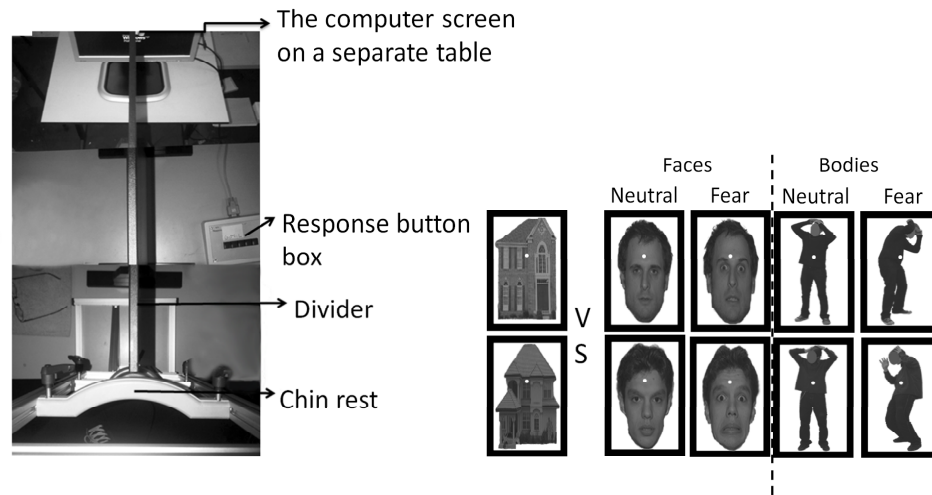 The computer screen
on a separate table
Response button
box
Divider
Chin rest
Faces
Bodies
Neutral
Fear
Neutral
Fear
V
S